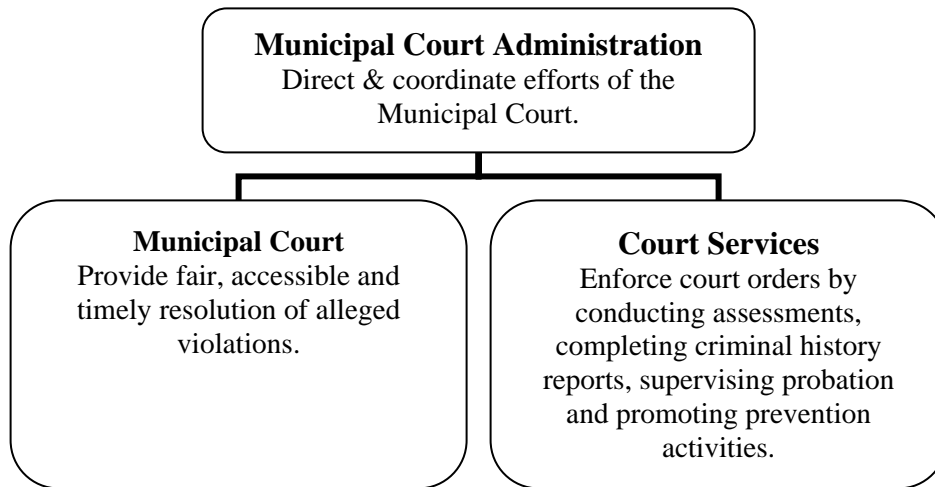 Municipal Court Administration
Direct & coordinate efforts of the
Municipal Court.
Municipal Court
Provide fair, accessible and
timely resolution of alleged
violations.
Court Services
Enforce court orders by
conducting assessments,
completing criminal history
reports, supervising probation
and promoting prevention
activities.